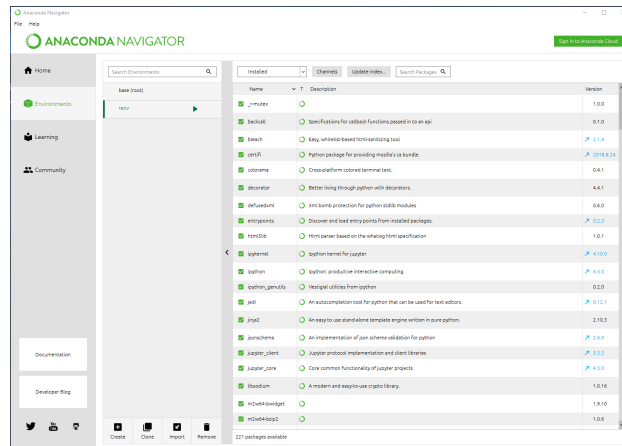 Anaconda Navigator
File Help
ANACONDA NAVIGATOR
Sign in to Anaconda Cloud
Home
Environments
Learning
Community
Documentation
Developer Blog
You Tube
Search Environments
base (root)
renv
Create Clone Import Remove
Installed Channels Update index... Search Packages
Name T Description Version
_r-mutex 1.0.0
backcall Specifications for callback functions passed in to an api 0.1.0
bleach Easy, whitelist-based html-sanitizing tool 2.1.4
certifi Python package for providing mozilla's ca bundle. 2018.8.24
colorama Cross-platform colored terminal text. 0.4.1
decorator Better living through python with decorators. 4.4.1
defusedxml Xml bomb protection for python stdlib modules 0.6.0
entrypoints Discover and load entry points from installed packages. 0.2.3
html5lib Html parser based on the whatwg html specification 1.0.1
ipykernel Ipython kernel for jupyter 4.10.0
ipython Ipython: productive interactive computing 6.5.0
ipython_genutils Vestigial utilities from ipython 0.2.0
jedi An autocompletion tool for python that can be used for text editors. 0.12.1
jinja2 An easy to use stand-alone template engine written in pure python. 2.10.3
jsonschema An implementation of json schema validation for python 2.6.0
jupyter_client Jupyter protocol implementation and client libraries 5.3.3
jupyter_core Core common functionality of jupyter projects. 4.5.0
libsodium A modern and easy-to-use crypto library. 1.0.16
m2w64-bwidget 1.9.10
m2w64-bzip2 1.0.6
221 packages available